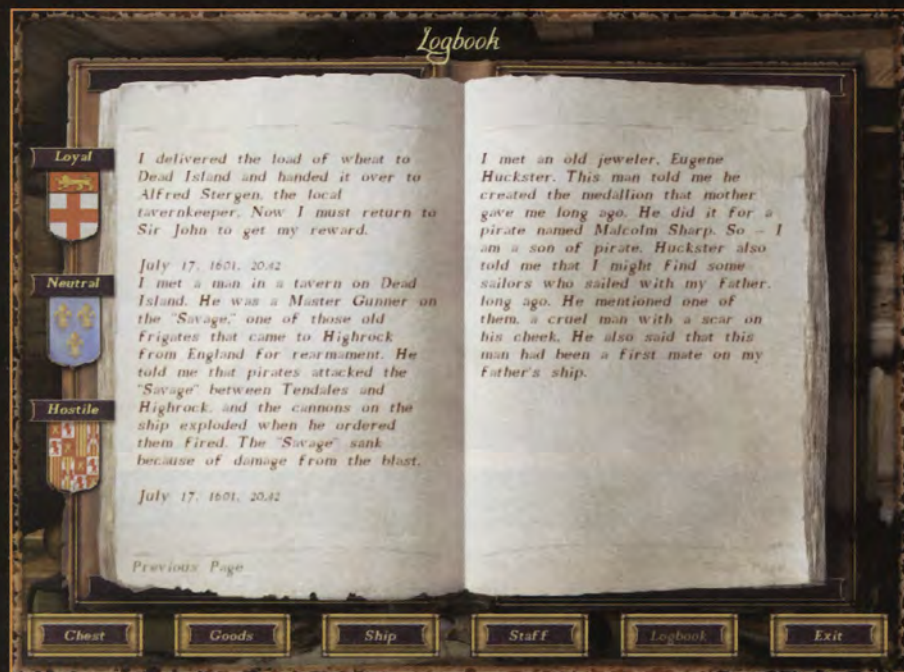 Logbook
Loyal
Neutral
Hostile
I delivered the load of wheat to
Dead Island and handed it over to
Alfred Stergen, the local
tavernkeeper. Now I must return to
Sir John to get my reward.
July 17, 1601, 20.42
I met a man in a tavern on Dead
Island. He was a Master Gunner on
the "Savage," one of those old
frigates that came to Highrock
from England for rearmament. He
told me that pirates attacked the
"Savage" between Tendales and
Highrock, and the cannons on the
ship exploded when he ordered
them fired. The "Savage" sank
because of damage from the blast.
July 17, 1601, 20.42
Previous Page
I met an old jeweler, Eugene
Huckster. This man told me he
created the medallion that mother
gave me long ago. He did it for a
pirate named Malcolm Sharp. So - I
am a son of pirate. Huckster also
told me that I might find some
sailors who sailed with my father,
long ago. He mentioned one of
them, a cruel man with a scar on
his cheek. He also said that this
man had been a first mate on my
father's ship.
Page
Chest
Goods
Ship
Staff
Logbook
Exit